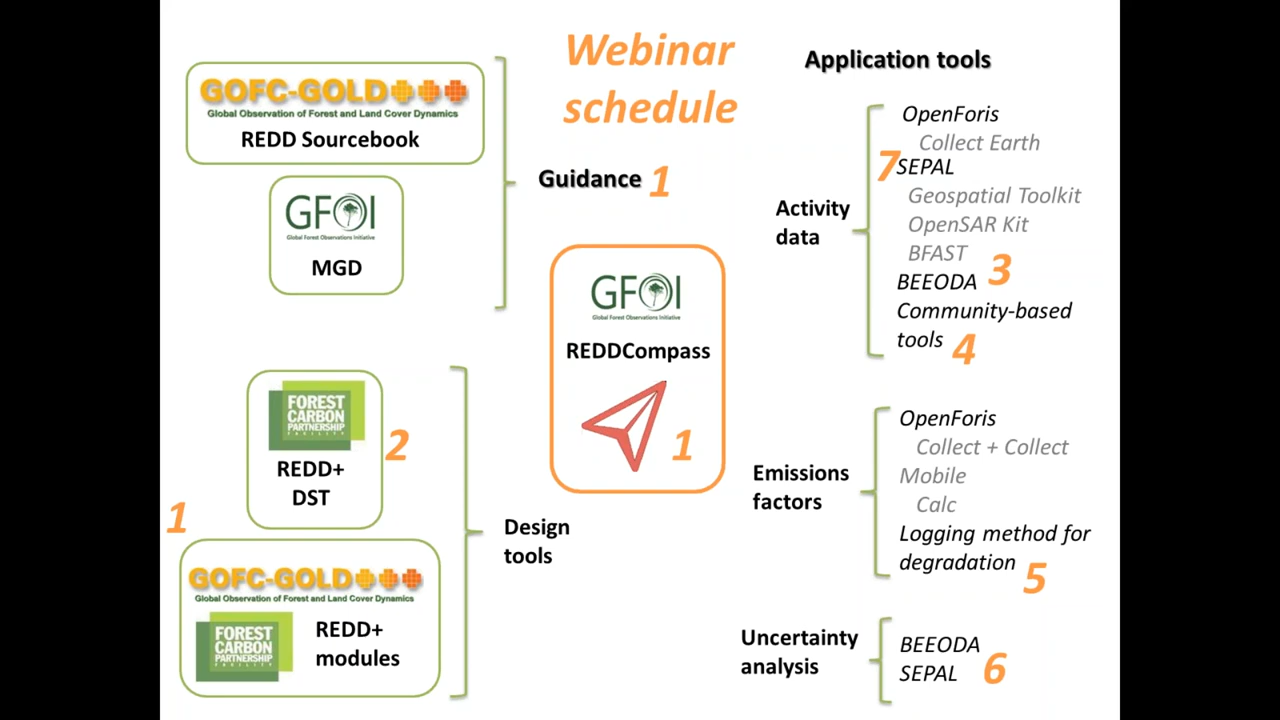 Webinar
schedule
GOFC-GOLD
Global Observation of Forest and Land Cover Dynamics
REDD Sourcebook
GFOI
Global Forest Observations Initiative
MGD
Guidance 1
GFOI
Global Forest Observations Initiative
REDDCompass
1
FOREST
CARBON
PARTNERSHIP
FACILITY
REDD+
DST
2
1
GOFC-GOLD
Global Observation of Forest and Land Cover Dynamics
FOREST
CARBON
PARTNERSHIP
FACILITY
REDD+
modules
Design
tools
Application tools
Activity
data
OpenForis
Collect Earth
7
SEPAL
Geospatial Toolkit
OpenSAR Kit
BFAST
BEEODA 3
Community-based
tools 4
Emissions
factors
OpenForis
Collect + Collect
Mobile
Calc
Logging method for
degradation 5
Uncertainty
analysis
BEEODA
SEPAL 6